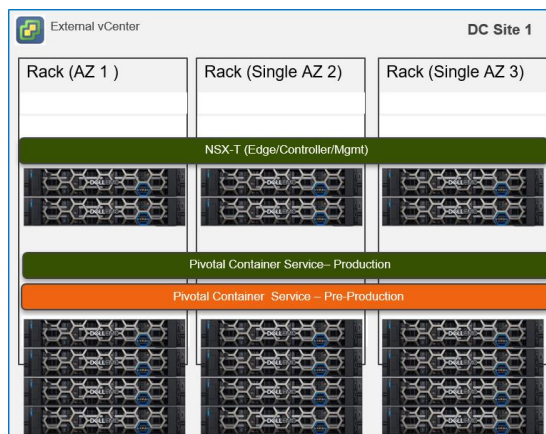 External vCenter
DC Site 1
Rack (AZ 1 )
Rack (Single AZ 2)
Rack (Single AZ 3)
NSX-T (Edge/Controller/Mgmt)
Pivotal Container Service– Production
Pivotal Container Service – Pre-Production